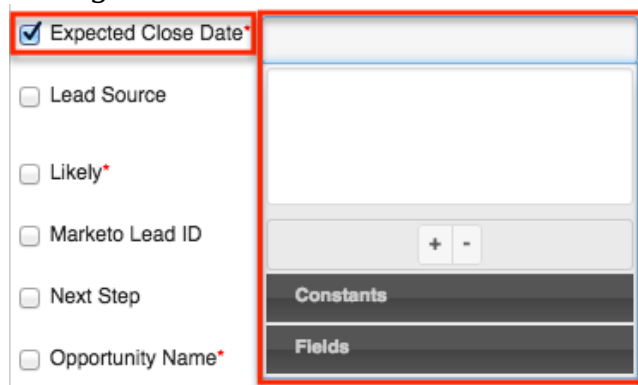 Expected Close Date*
Lead Source
Likely*
Marketo Lead ID
+ -
Next Step
Constants
Opportunity Name*
Fields